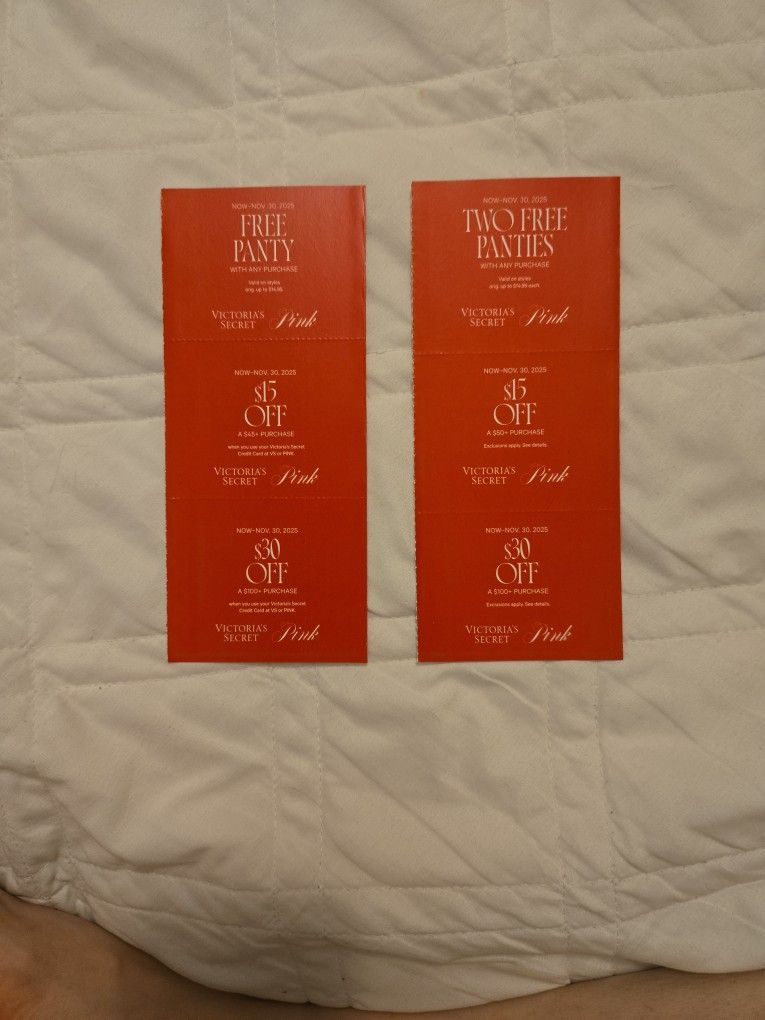 NOW–NOV. 30, 2025
FREE
PANTY
WITH ANY PURCHASE
Valid on styles
orig. up to $14.95.
VICTORIA'S
SECRET
Pink
NOW–NOV. 30, 2025
$15
OFF
A $45+ PURCHASE
when you use your Victoria's Secret
Credit Card at VS or PINK.
VICTORIA'S
SECRET
Pink
NOW–NOV. 30, 2025
$30
OFF
A $100+ PURCHASE
when you use your Victoria's Secret
Credit Card at VS or PINK.
VICTORIA'S
SECRET
Pink
NOW–NOV. 30, 2025
TWO FREE
PANTIES
WITH ANY PURCHASE
Valid on styles
orig. up to $14.95 each.
VICTORIA'S
SECRET
Pink
NOW–NOV. 30, 2025
$15
OFF
A $50+ PURCHASE
Exclusions apply. See details.
VICTORIA'S
SECRET
Pink
NOW–NOV. 30, 2025
$30
OFF
A $100+ PURCHASE
Exclusions apply. See details.
VICTORIA'S
SECRET
Pink